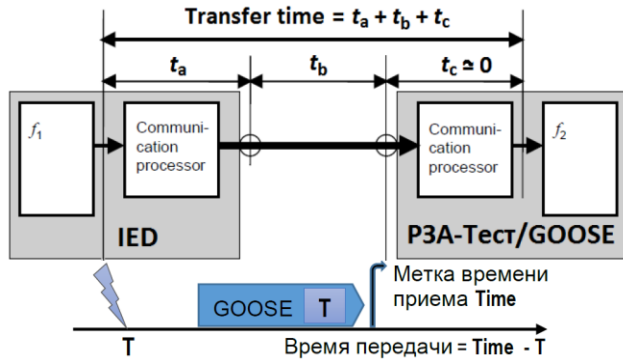 Transfer time = ta + tb + tc
ta
tb
tc ≃ 0
f1
Communi-
cation
processor
Communi-
cation
processor
f2
IED
РЗА-Тест/GOOSE
GOOSE T
Метка времени
приема Time
T
Время передачи = Time - T